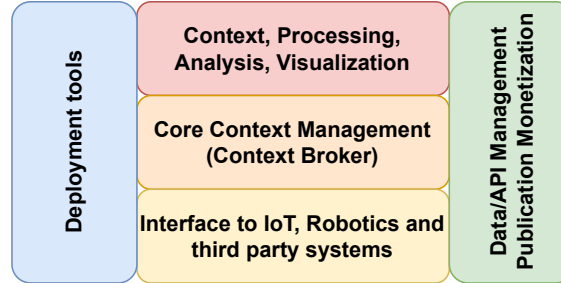 Deployment tools
Context, Processing,
Analysis, Visualization
Core Context Management
(Context Broker)
Interface to IoT, Robotics and
third party systems
Data/API Management
Publication Monetization